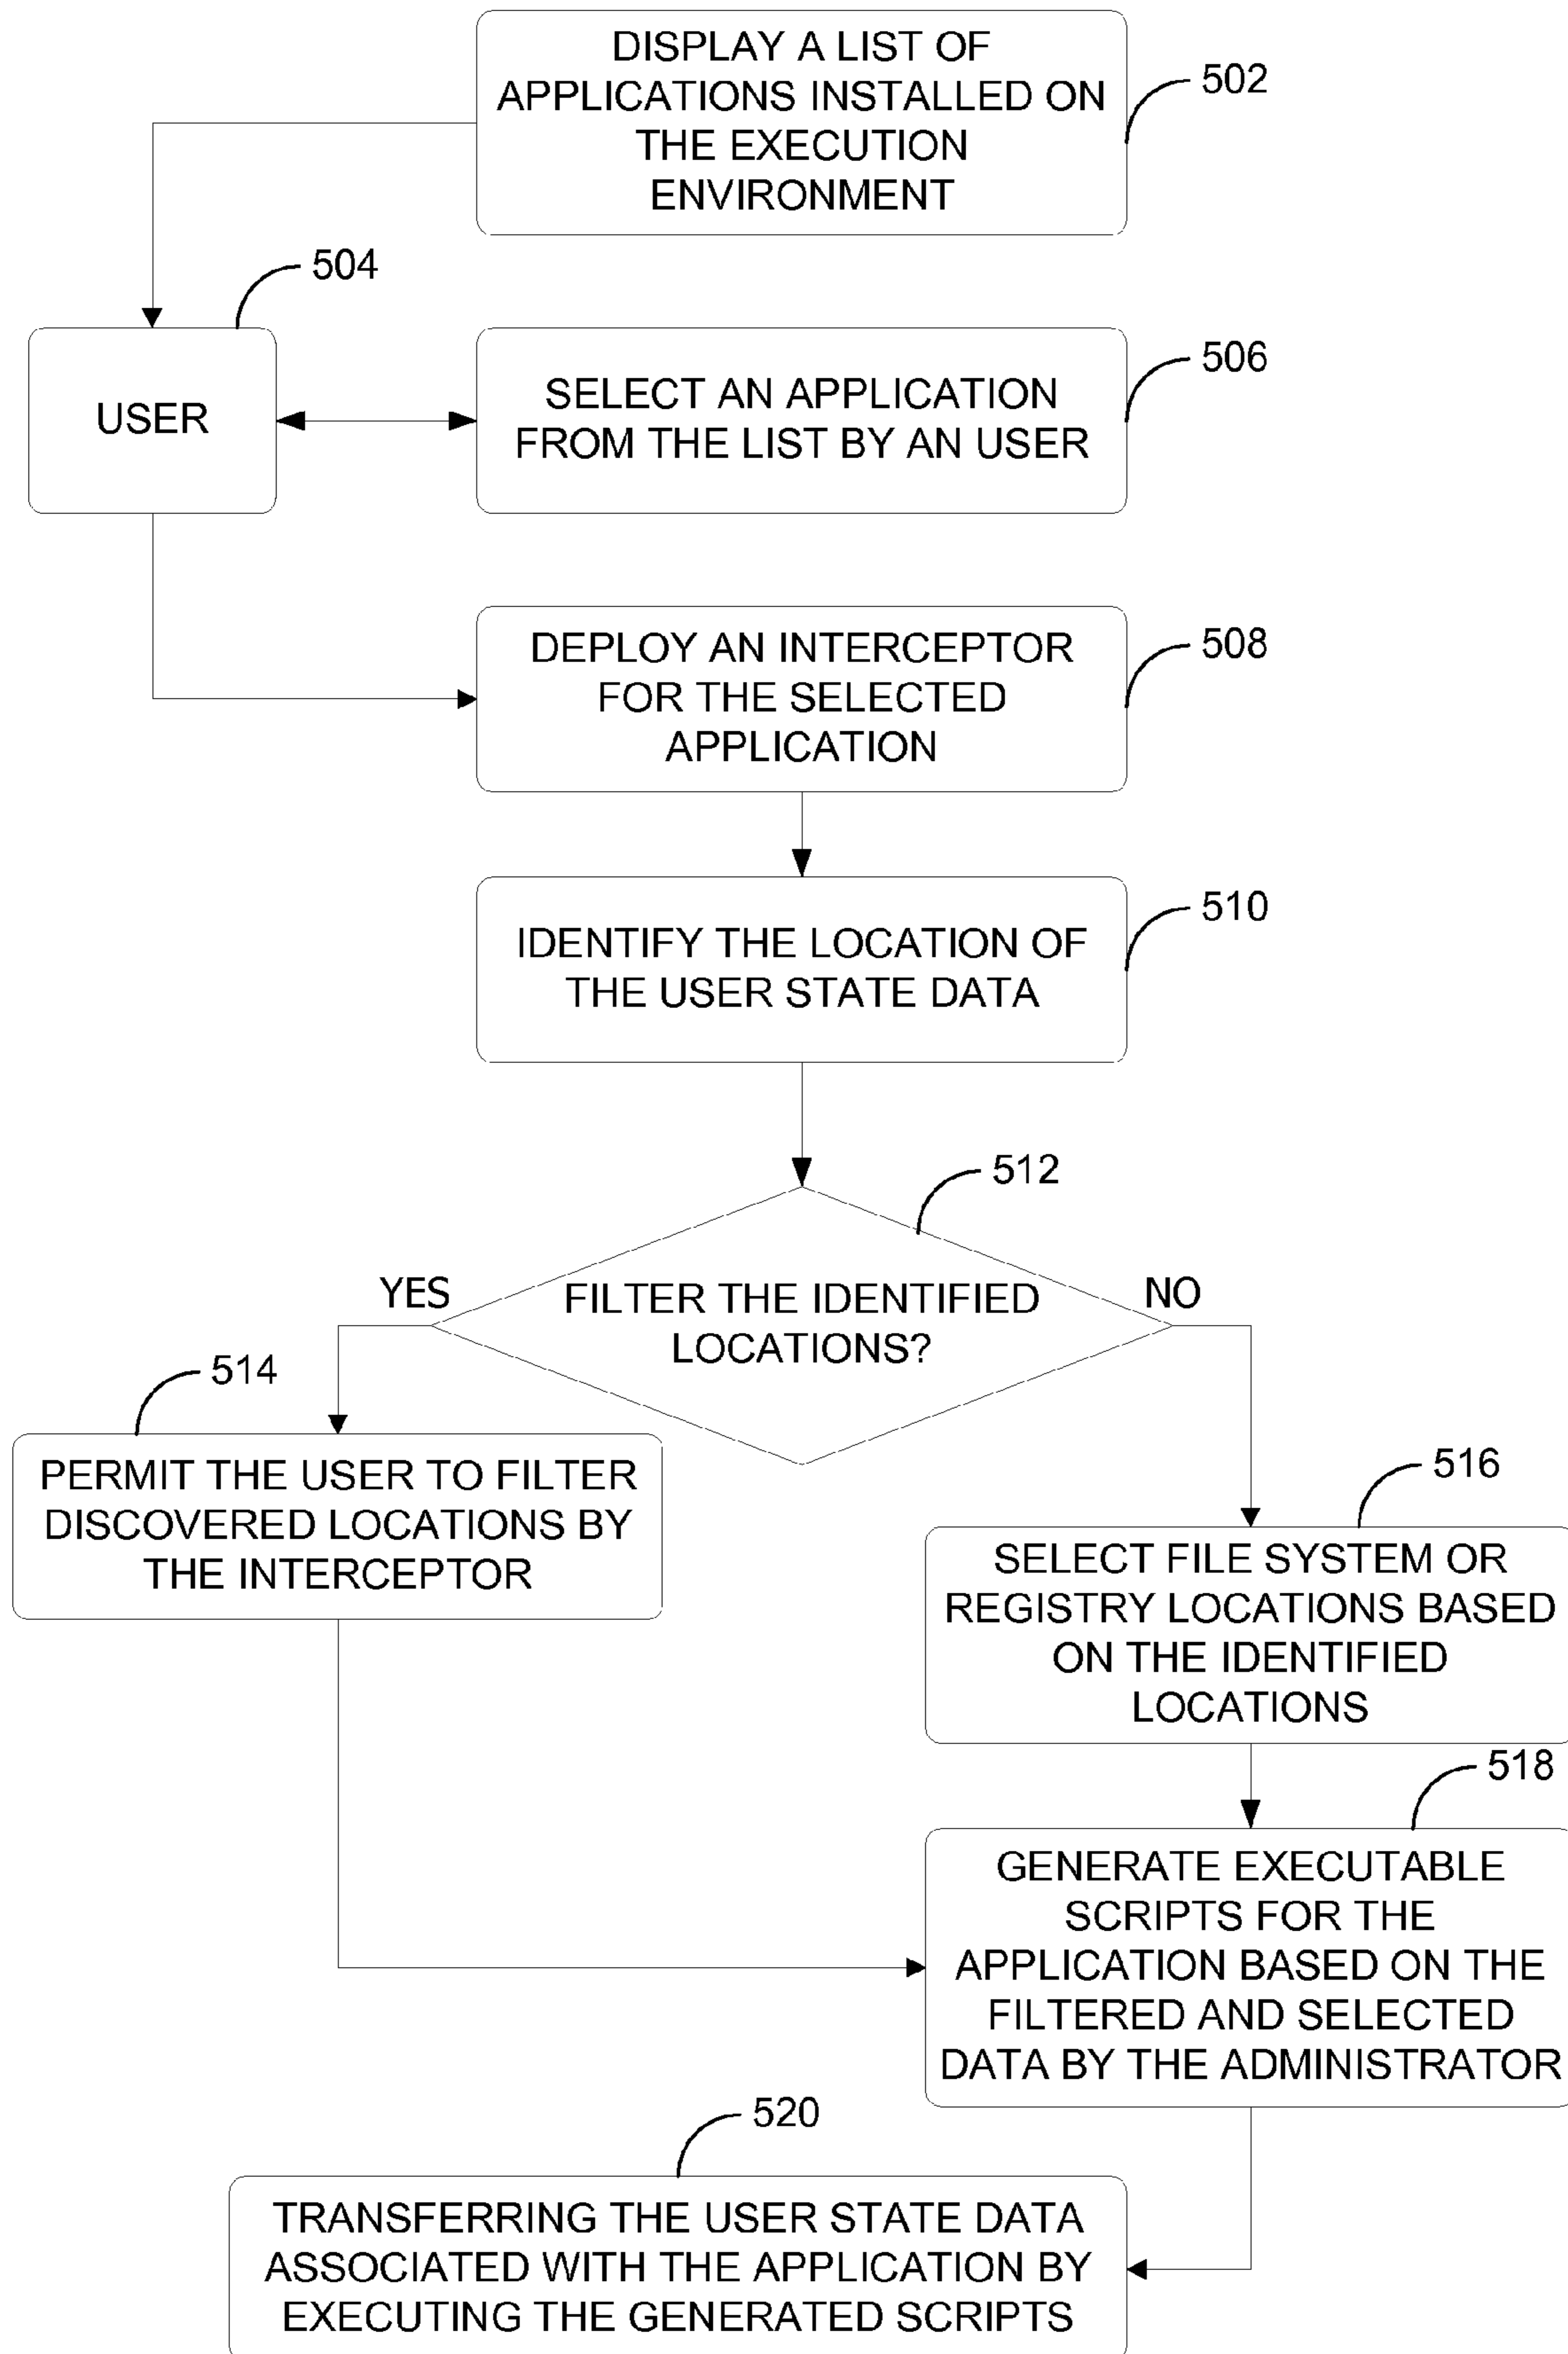 DISPLAY A LIST OF
APPLICATIONS INSTALLED ON
THE EXECUTION
ENVIRONMENT
502
504
USER
SELECT AN APPLICATION
FROM THE LIST BY AN USER
506
DEPLOY AN INTERCEPTOR
FOR THE SELECTED
APPLICATION
508
IDENTIFY THE LOCATION OF
THE USER STATE DATA
510
512
FILTER THE IDENTIFIED
LOCATIONS?
YES
NO
514
PERMIT THE USER TO FILTER
DISCOVERED LOCATIONS BY
THE INTERCEPTOR
516
SELECT FILE SYSTEM OR
REGISTRY LOCATIONS BASED
ON THE IDENTIFIED
LOCATIONS
518
GENERATE EXECUTABLE
SCRIPTS FOR THE
APPLICATION BASED ON THE
FILTERED AND SELECTED
DATA BY THE ADMINISTRATOR
520
TRANSFERRING THE USER STATE DATA
ASSOCIATED WITH THE APPLICATION BY
EXECUTING THE GENERATED SCRIPTS